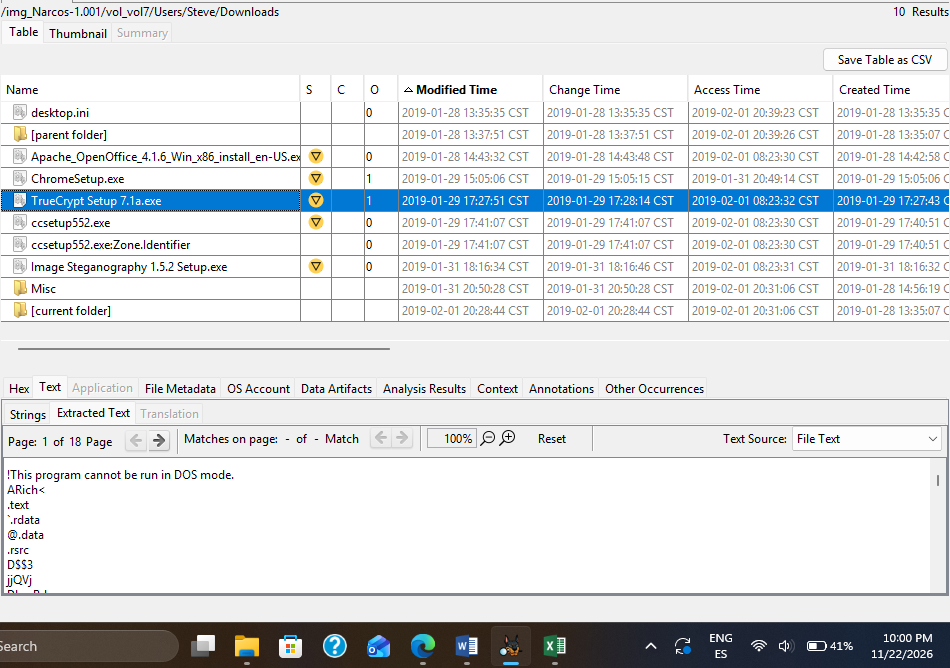 /img_Narcos-1.001/vol_vol7/Users/Steve/Downloads 10 Results
Table Thumbnail Summary
Save Table as CSV
Name S C O Modified Time Change Time Access Time Created Time
desktop.ini 0 2019-01-28 13:35:35 CST 2019-01-28 13:35:35 CST 2019-02-01 20:39:23 CST 2019-01-28 13:35:35 C
[parent folder] 2019-01-28 13:37:51 CST 2019-01-28 13:37:51 CST 2019-02-01 20:39:26 CST 2019-01-28 13:35:07 C
Apache_OpenOffice_4.1.6_Win_x86_install_en-US.ex 0 2019-01-28 14:43:32 CST 2019-01-28 14:43:48 CST 2019-02-01 08:23:30 CST 2019-01-28 14:42:58 C
ChromeSetup.exe 1 2019-01-29 15:05:06 CST 2019-01-29 15:05:15 CST 2019-01-31 20:49:14 CST 2019-01-29 15:05:06 C
TrueCrypt Setup 7.1a.exe 1 2019-01-29 17:27:51 CST 2019-01-29 17:28:14 CST 2019-02-01 08:23:32 CST 2019-01-29 17:27:43 C
ccsetup552.exe 0 2019-01-29 17:41:07 CST 2019-01-29 17:41:07 CST 2019-02-01 08:23:30 CST 2019-01-29 17:40:51 C
ccsetup552.exe:Zone.Identifier 0 2019-01-29 17:41:07 CST 2019-01-29 17:41:07 CST 2019-02-01 08:23:30 CST 2019-01-29 17:40:51 C
Image Steganography 1.5.2 Setup.exe 0 2019-01-31 18:16:34 CST 2019-01-31 18:16:46 CST 2019-02-01 08:23:31 CST 2019-01-31 18:16:32 C
Misc 2019-01-31 20:50:28 CST 2019-01-31 20:50:28 CST 2019-02-01 20:31:06 CST 2019-01-28 14:56:19 C
[current folder] 2019-02-01 20:28:44 CST 2019-02-01 20:28:44 CST 2019-02-01 20:31:06 CST 2019-01-28 13:35:07 C
Hex Text Application File Metadata OS Account Data Artifacts Analysis Results Context Annotations Other Occurrences
Strings Extracted Text Translation
Page: 1 of 18 Page Matches on page: - of - Match 100% Reset Text Source: File Text
!This program cannot be run in DOS mode.
ARich<
.text
`.rdata
@.data
.rsrc
D$$3
jjQVj
Search ENG 41% 10:00 PM
ES 11/22/2026